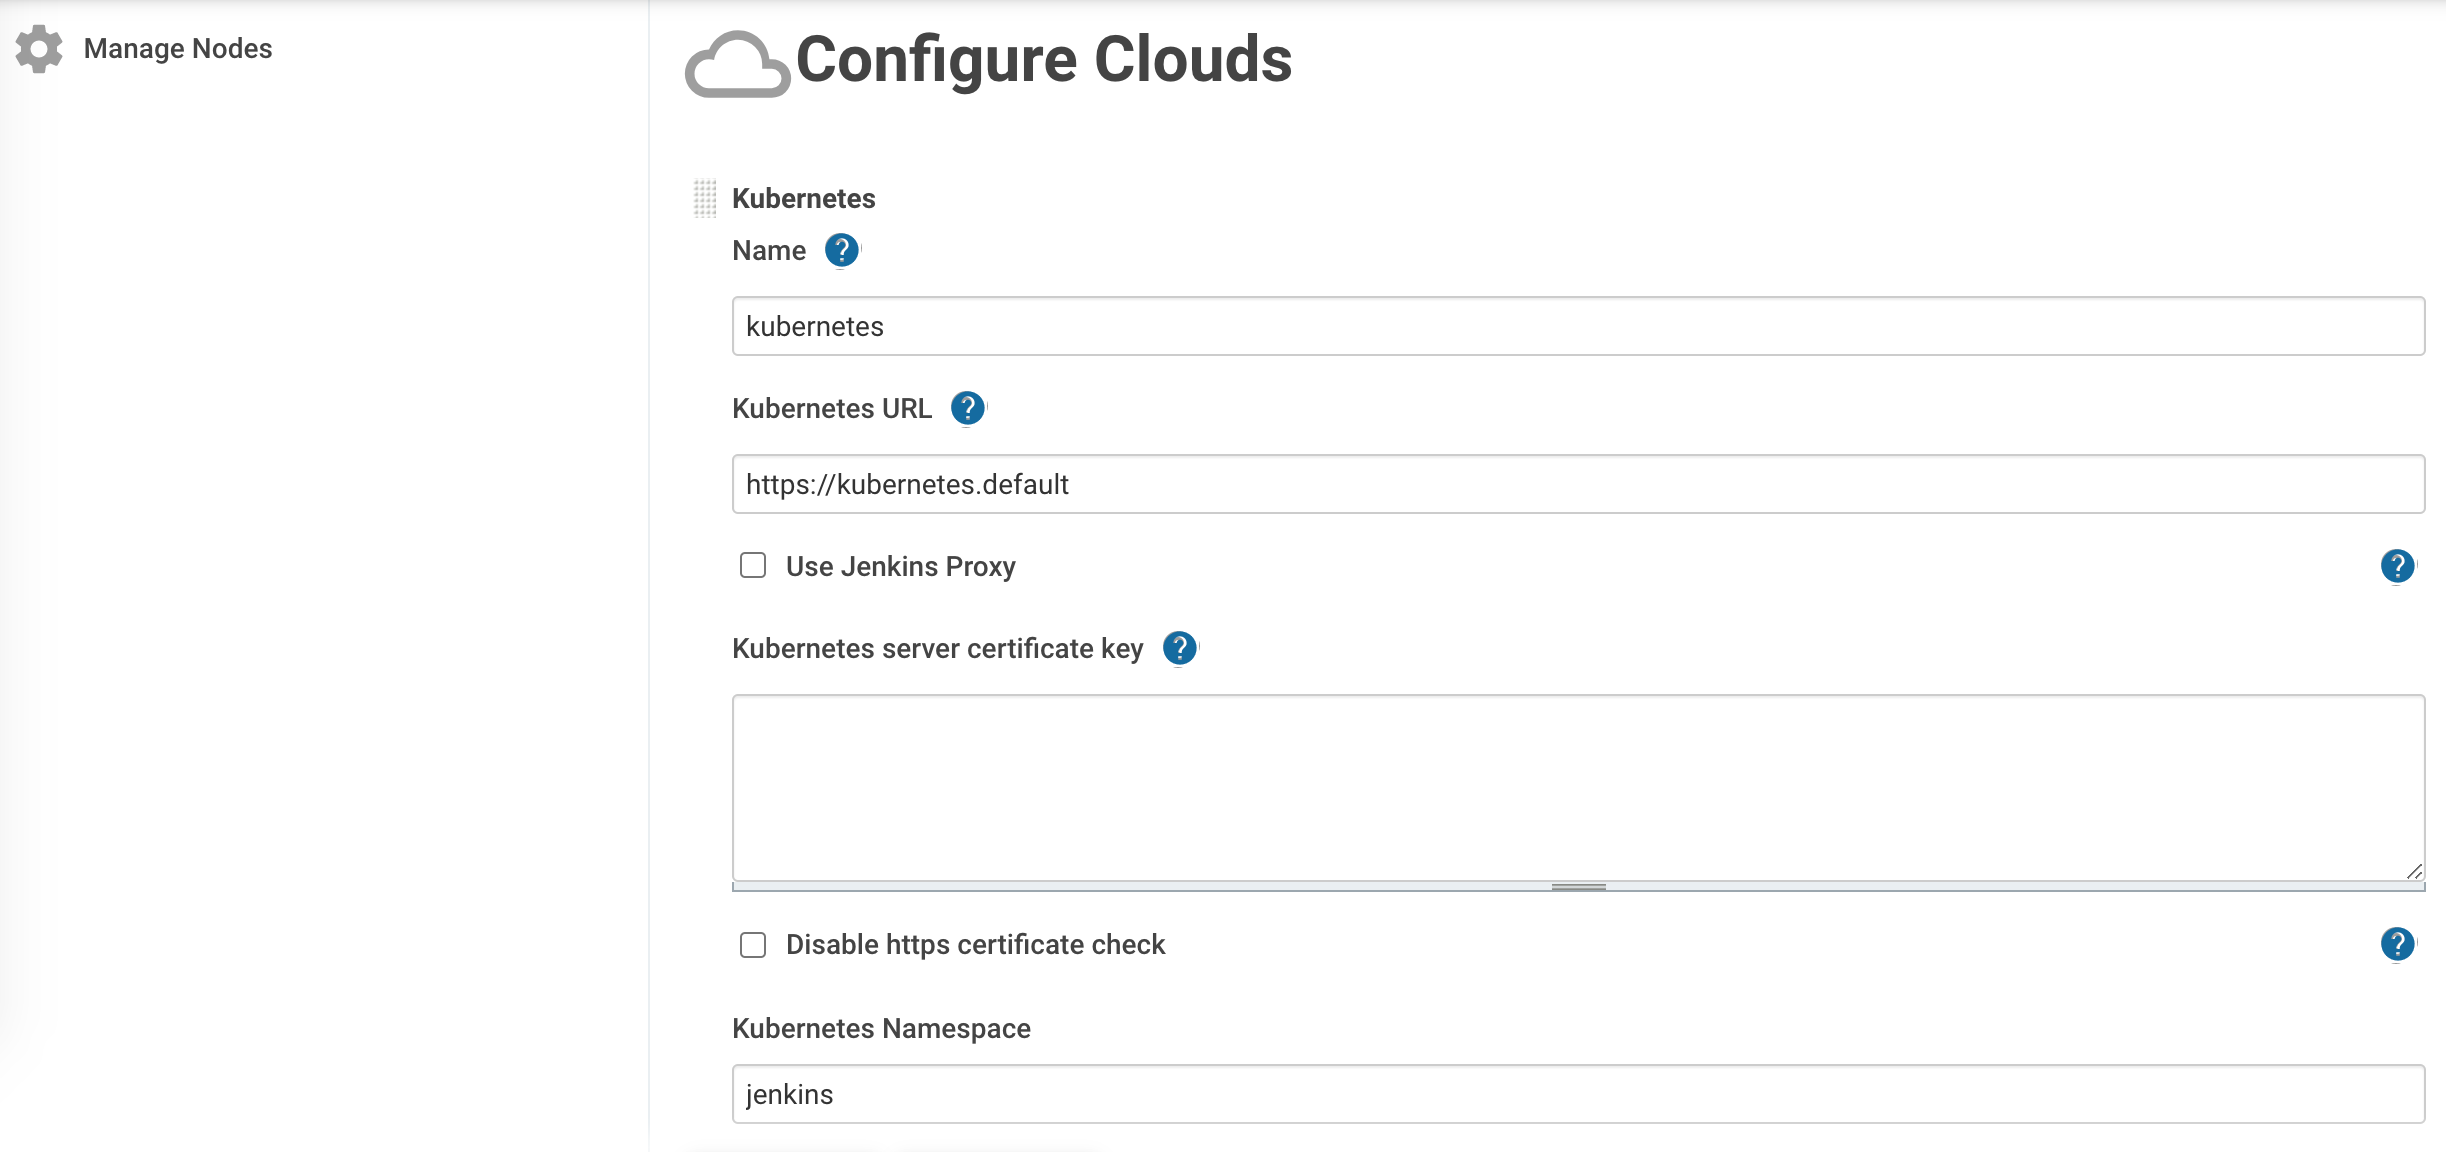 Manage Nodes
Configure Clouds
Kubernetes
Name ?
kubernetes
Kubernetes URL ?
https://kubernetes.default
Use Jenkins Proxy ?
Kubernetes server certificate key ?
Disable https certificate check ?
Kubernetes Namespace
jenkins